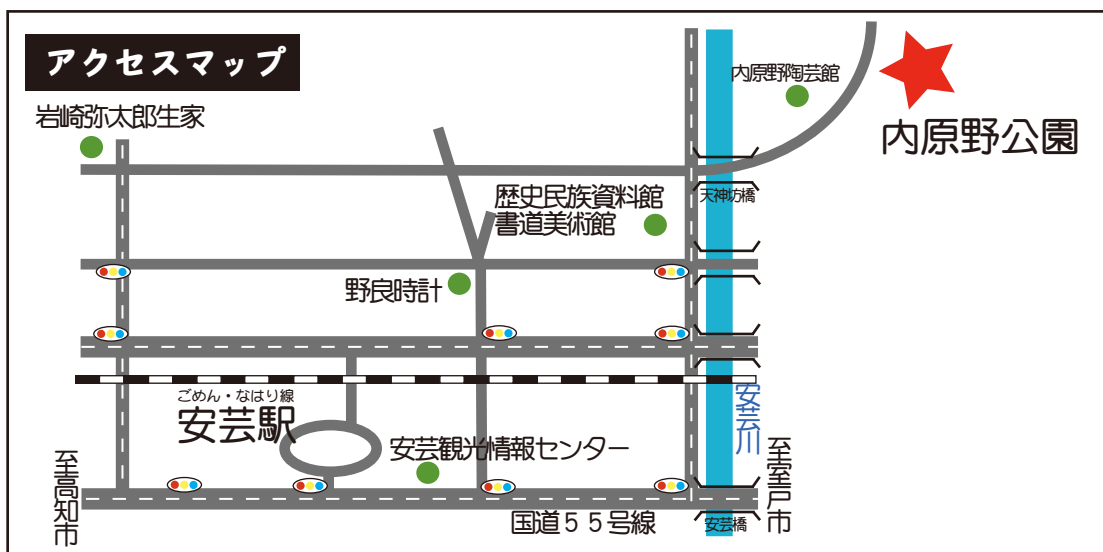 アクセスマップ
岩崎弥太郎生家
内原野陶芸館
内原野公園
天神坊橋
歴史民族資料館
書道美術館
野良時計
ごめん・なはり線
安芸駅
安芸川
安芸観光情報センター
至高知市
至室戸市
国道55号線
安芸橋